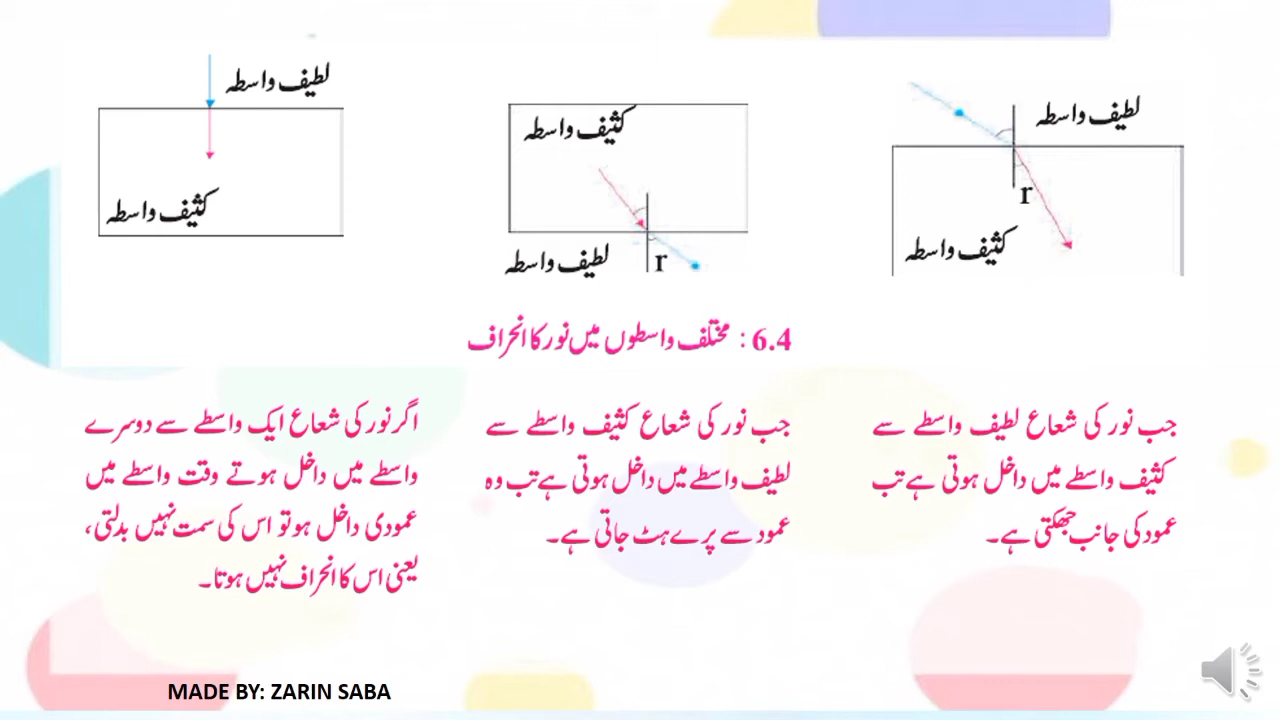 لطیف واسطہ
r
کثیف واسطہ
کثیف واسطہ
لطیف واسطہ
r
لطیف واسطہ
کثیف واسطہ
6.4 : مختلف واسطوں میں نور کا انحراف
جب نور کی شعاع لطیف واسطے سے
کثیف واسطے میں داخل ہوتی ہے تب
عمود کی جانب جھکتی ہے۔
جب نور کی شعاع کثیف واسطے سے
لطیف واسطے میں داخل ہوتی ہے تب وہ
عمود سے پرے ہٹ جاتی ہے۔
اگر نور کی شعاع ایک واسطے سے دوسرے
واسطے میں داخل ہوتے وقت واسطے میں
عمودی داخل ہو تو اس کی سمت نہیں بدلتی،
یعنی اس کا انحراف نہیں ہوتا۔
MADE BY: ZARIN SABA